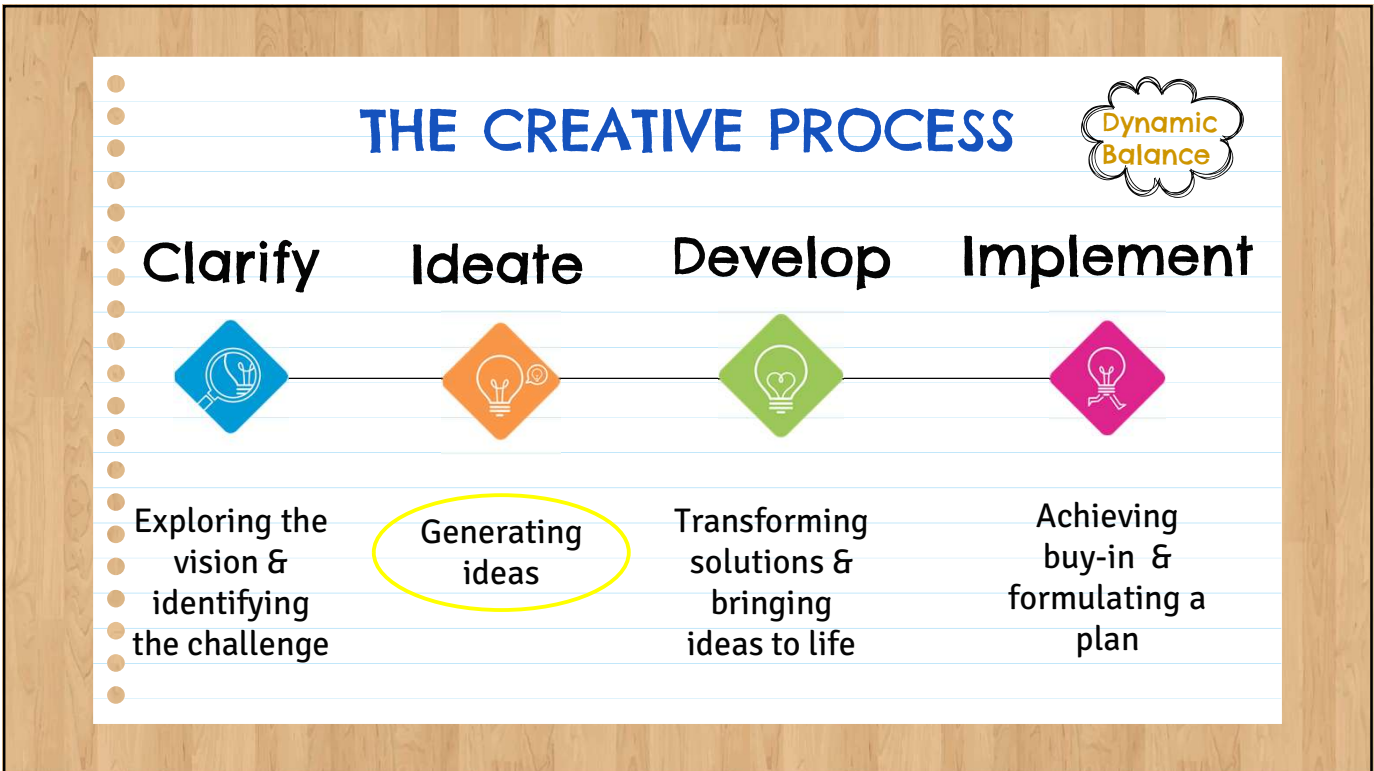 THE CREATIVE PROCESS
Dynamic
Balance
Clarify
Ideate
Develop
Implement
Exploring the
vision &
identifying
the challenge
Generating
ideas
Transforming
solutions &
bringing
ideas to life
Achieving
buy-in &
formulating a
plan